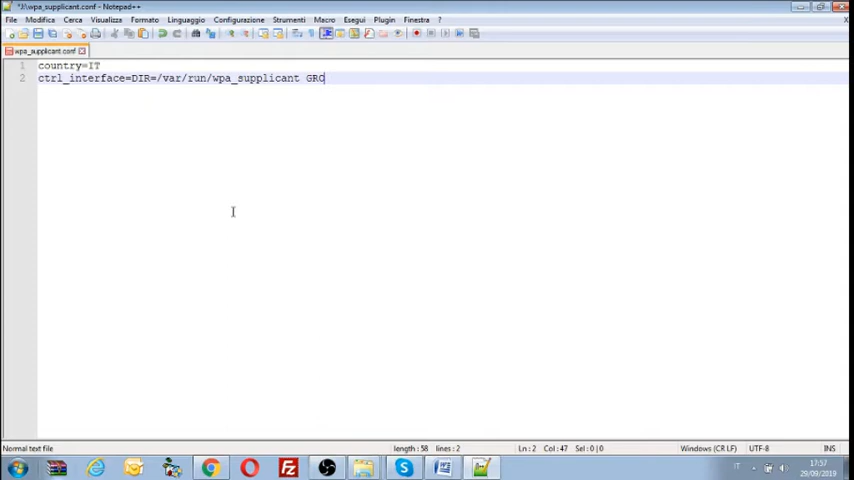 *J:\wpa_supplicant.conf - Notepad++
File Modifica Cerca Visualizza Formato Linguaggio Configurazione Strumenti Macro Esegui Plugin Finestra ? X
wpa_supplicant.conf
1 country=IT
2 ctrl_interface=DIR=/var/run/wpa_supplicant GRO
Normal text file length : 58 lines : 2 Ln : 2 Col : 47 Sel : 0 | 0 Windows (CR LF) UTF-8 INS
IT 17:57
29/09/2019